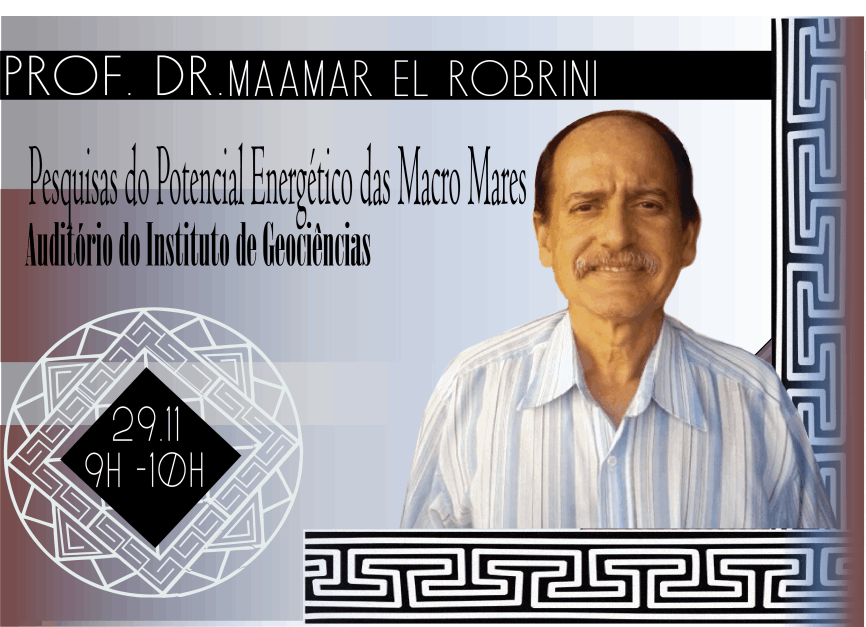 PROF. DR.MAAMAR EL ROBRINI
Pesquisas do Potencial Energético das Macro Mares
Auditório do Instituto de Geociências
29.11
9H -10H